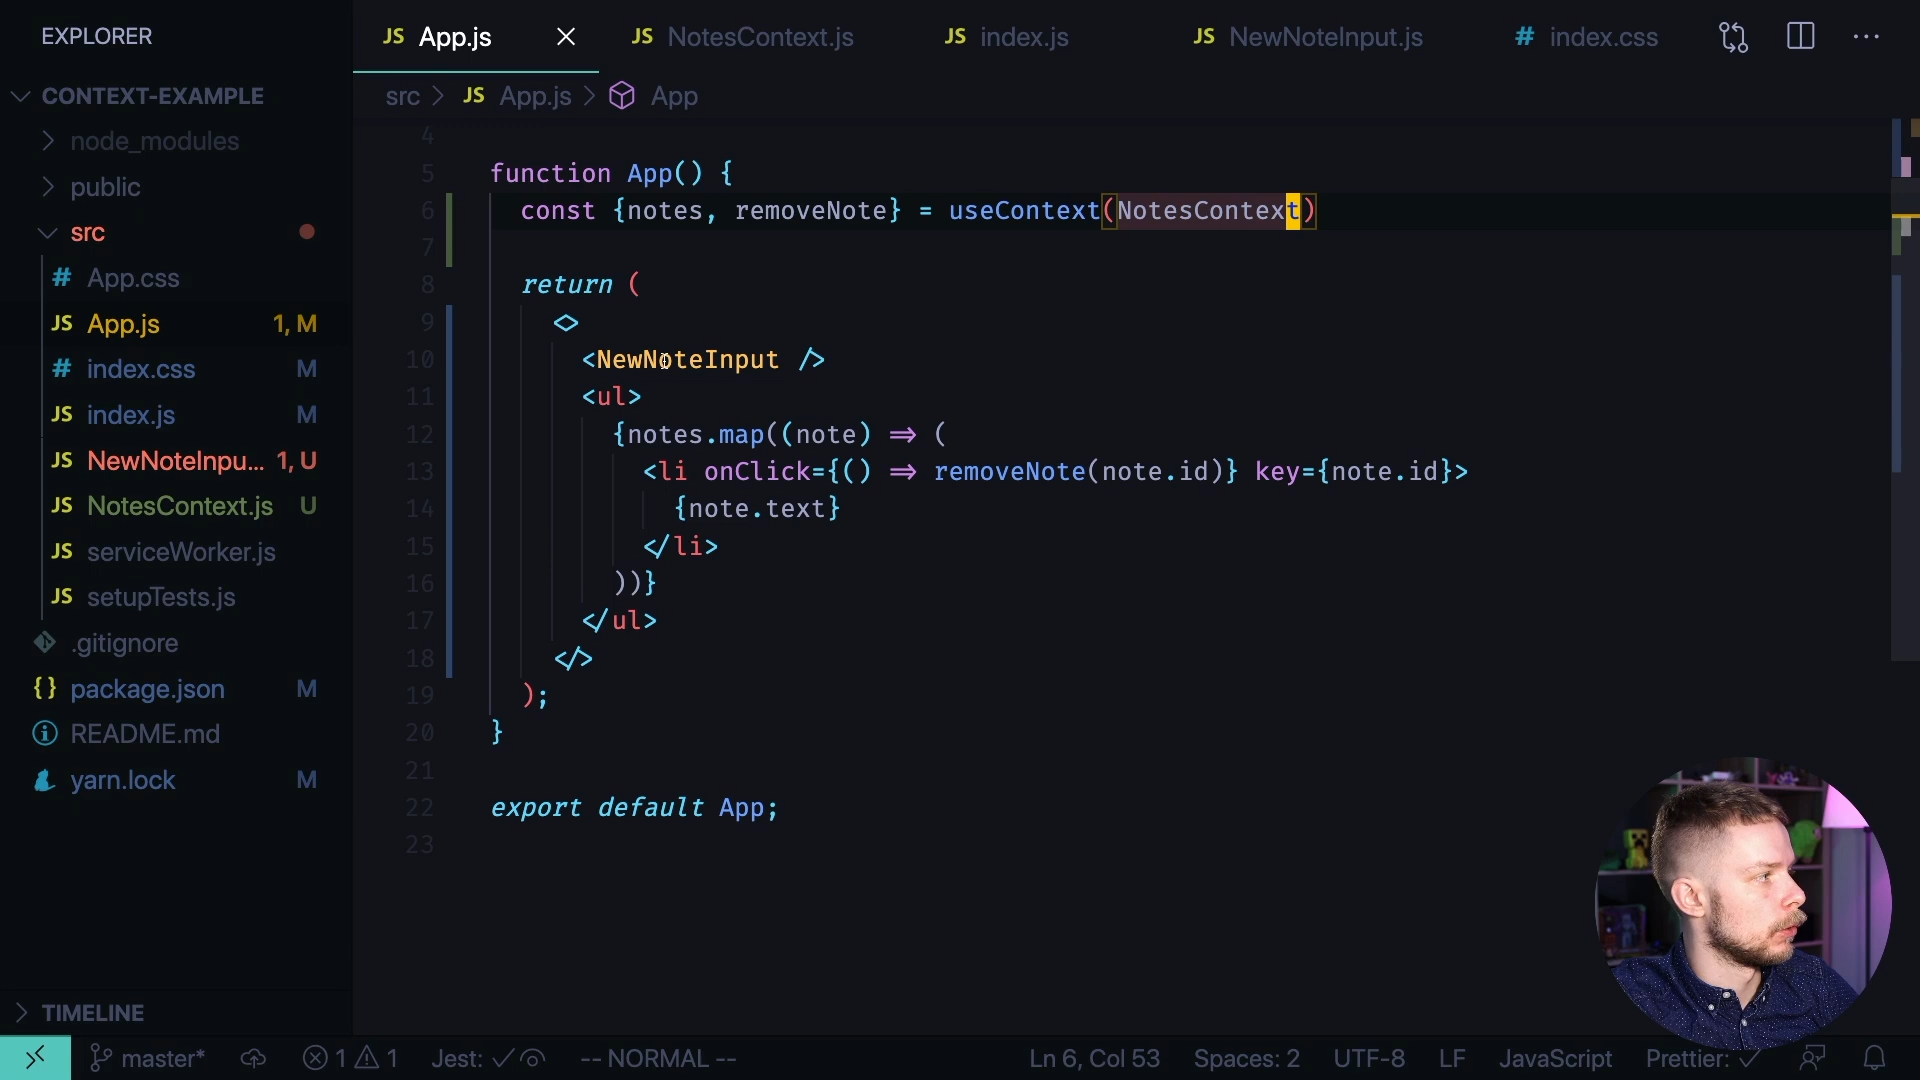 EXPLORER
CONTEXT-EXAMPLE
node_modules
public
src
# App.css
JS App.js 1, M
# index.css M
JS index.js M
JS NewNoteInpu... 1, U
JS NotesContext.js U
JS serviceWorker.js
JS setupTests.js
.gitignore
{} package.json M
README.md
yarn.lock M
TIMELINE
JS App.js
JS NotesContext.js
JS index.js
JS NewNoteInput.js
# index.css
src > JS App.js > App
4
5 function App() {
6 const {notes, removeNote} = useContext(NotesContext)
7
8 return (
9 <>
10 <NewNoteInput />
11 <ul>
12 {notes.map((note) => (
13 <li onClick={() => removeNote(note.id)} key={note.id}>
14 {note.text}
15 </li>
16 ))}
17 </ul>
18 </>
19 );
20 }
21
22 export default App;
23
master* 1 1 Jest: -- NORMAL -- Ln 6, Col 53 Spaces: 2 UTF-8 LF JavaScript Prettier: ✓